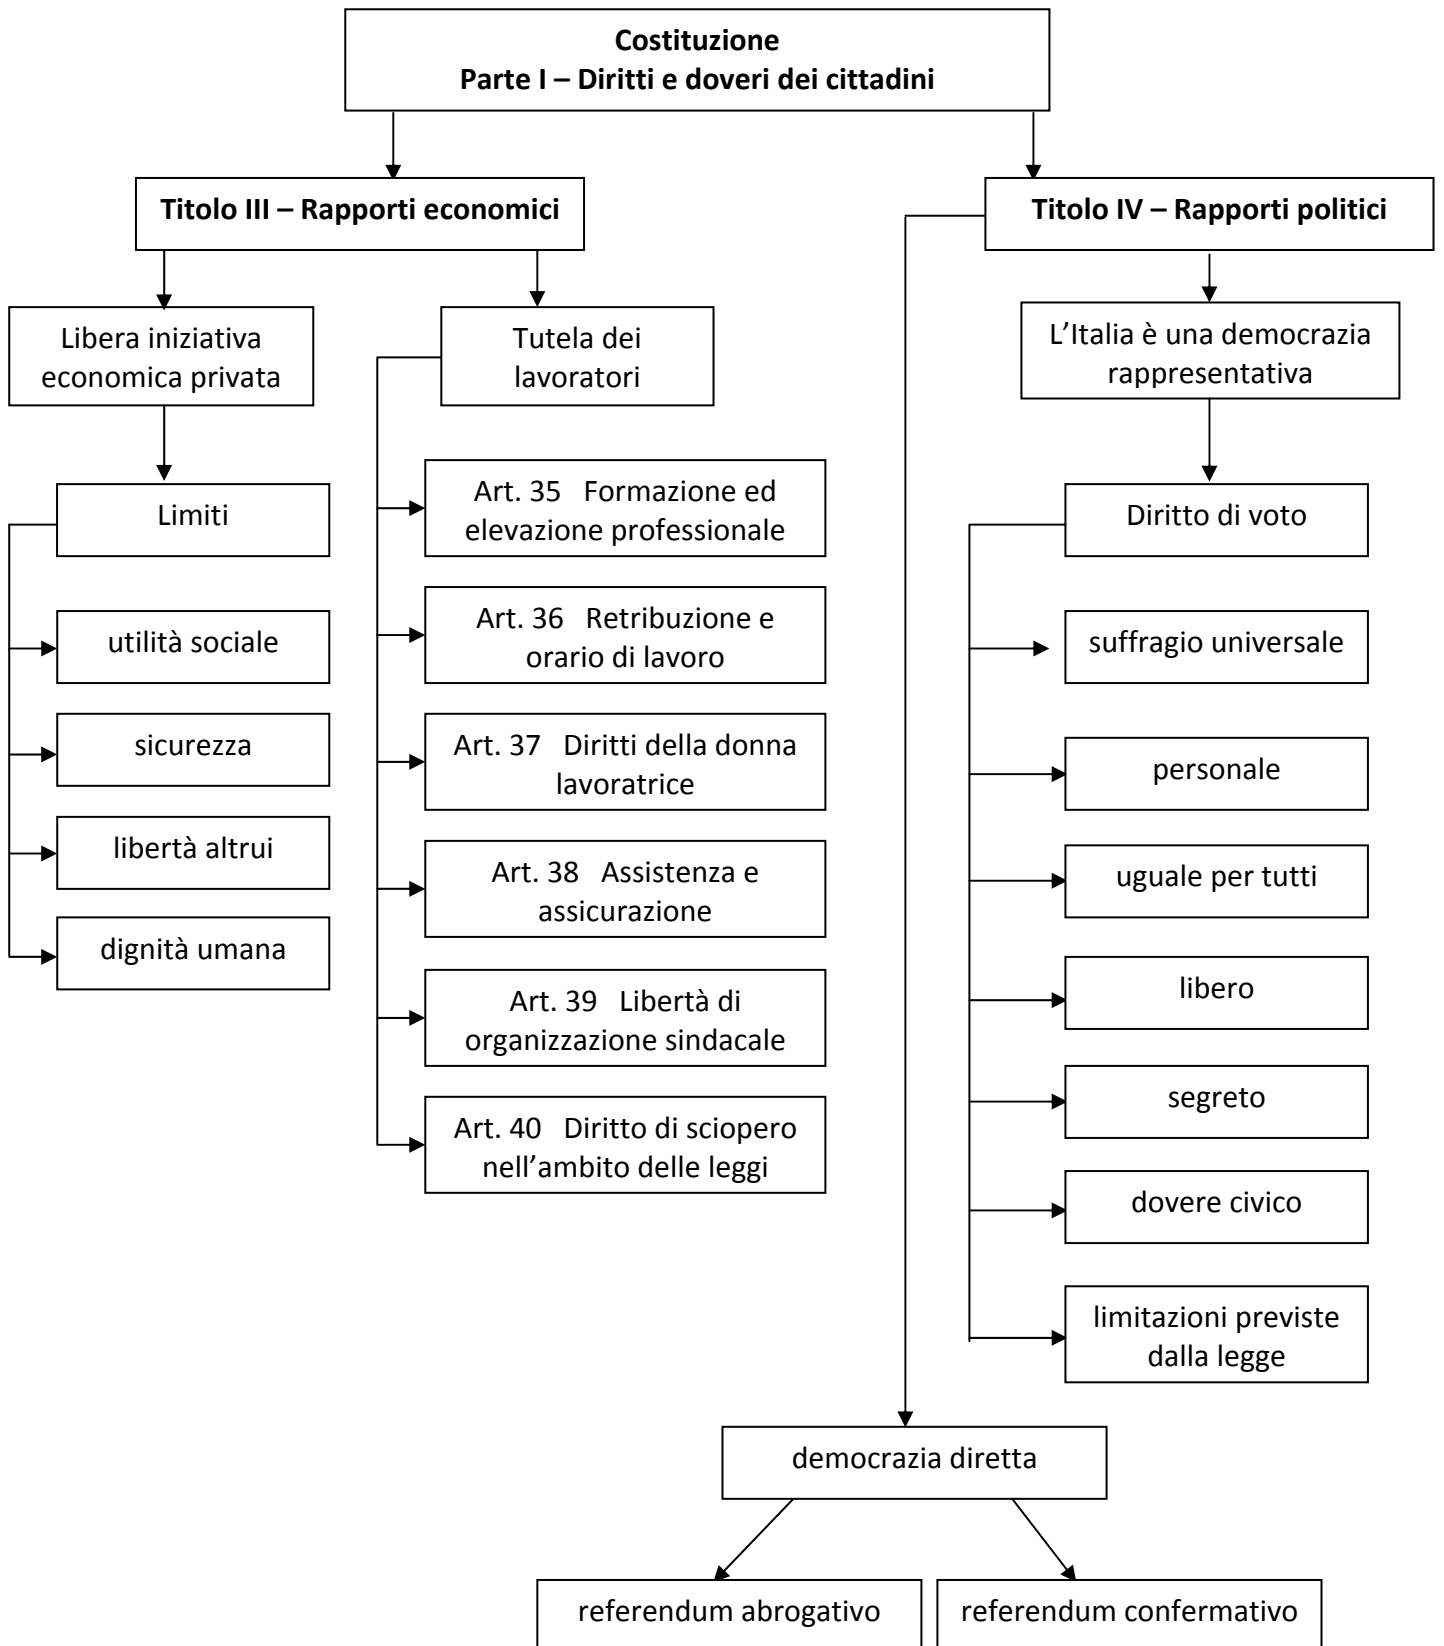 Costituzione
Parte I – Diritti e doveri dei cittadini
Titolo III – Rapporti economici
Titolo IV – Rapporti politici
Libera iniziativa
economica privata
Tutela dei
lavoratori
L’Italia è una democrazia
rappresentativa
Limiti
utilità sociale
sicurezza
libertà altrui
dignità umana
Art. 35   Formazione ed
elevazione professionale
Art. 36   Retribuzione e
orario di lavoro
Art. 37   Diritti della donna
lavoratrice
Art. 38   Assistenza e
assicurazione
Art. 39   Libertà di
organizzazione sindacale
Art. 40   Diritto di sciopero
nell’ambito delle leggi
Diritto di voto
suffragio universale
personale
uguale per tutti
libero
segreto
dovere civico
limitazioni previste
dalla legge
democrazia diretta
referendum abrogativo
referendum confermativo